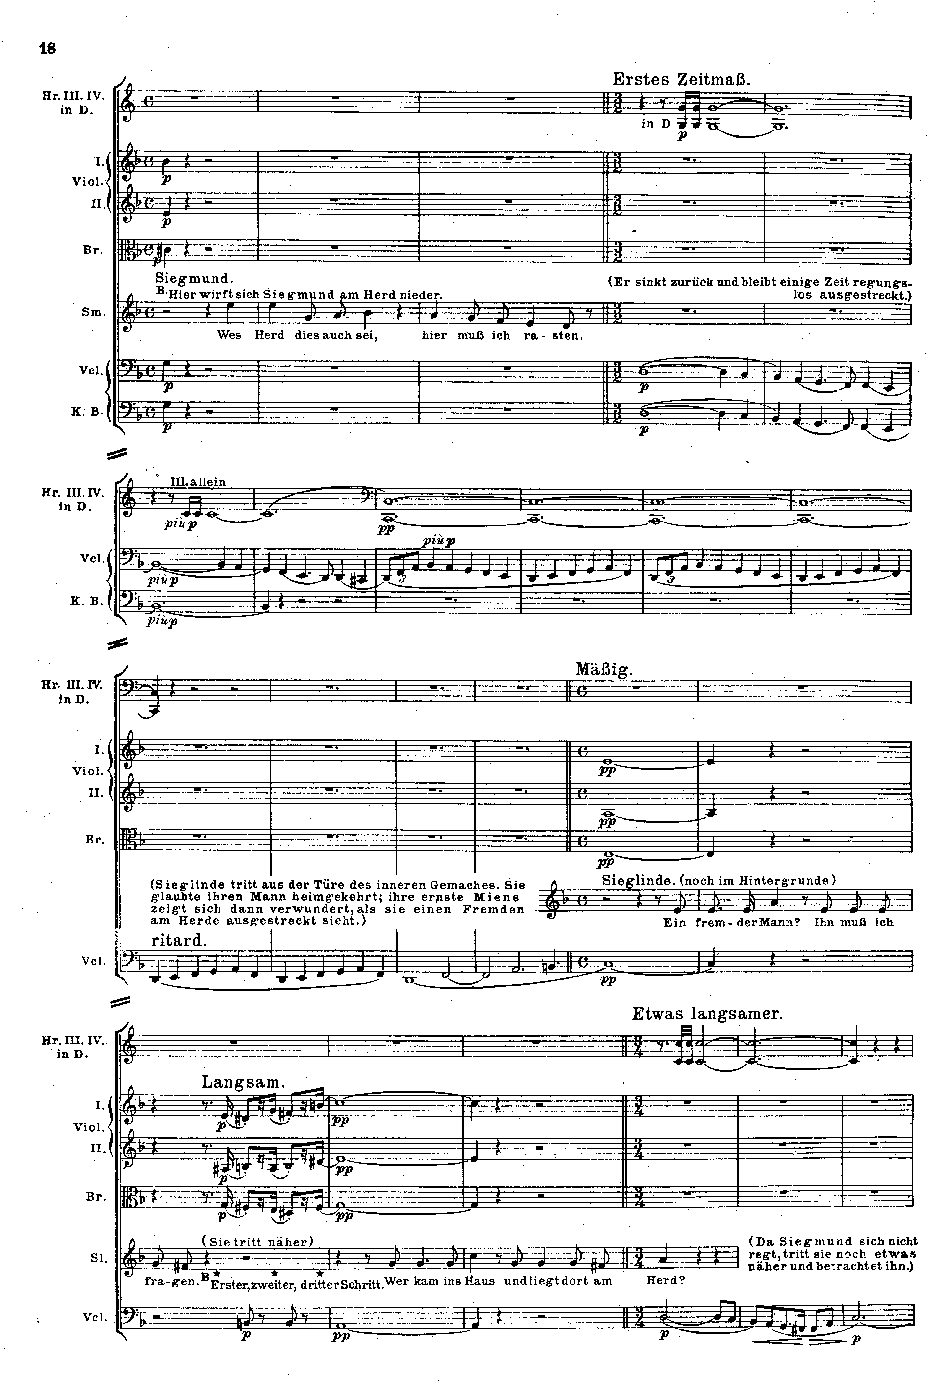 18
Erstes Zeitmaß.
Hr. III. IV.
in D.
in D
p
I.
Viol.
p
II.
p
Br.
p
Siegmund.
B. Hier wirft sich Siegmund am Herd nieder.
(Er sinkt zurück und bleibt einige Zeit regungs-
los ausgestreckt.)
Sm.
Wes Herd dies auch sei, hier muß ich ra - sten.
Vcl.
p p
K. B.
p p
III. allein
Hr. III. IV.
in D.
più p pp
più p
Vcl.
più p 3 3
K. B.
più p
Mäßig.
Hr. III. IV.
in D.
I.
Viol.
pp
II.
pp
Br.
pp
(Sieglinde tritt aus der Türe des inneren Gemaches. Sie
glaubte ihren Mann heimgekehrt; ihre ernste Miene
zeigt sich dann verwundert, als sie einen Fremden
am Herde ausgestreckt sieht.)
Sieglinde. (noch im Hintergrunde)
Ein frem - der Mann? Ihn muß ich
ritard.
Vcl.
pp
Etwas langsamer.
Hr. III. IV.
in D.
Langsam.
I.
Viol.
p pp
II.
p pp
Br.
p pp
(Sie tritt näher)
(Da Siegmund sich nicht
regt, tritt sie noch etwas
näher und betrachtet ihn.)
Sl.
fra - gen. B Erster, zweiter, dritter Schritt. Wer kam ins Haus und liegt dort am Herd?
Vcl.
p pp p p